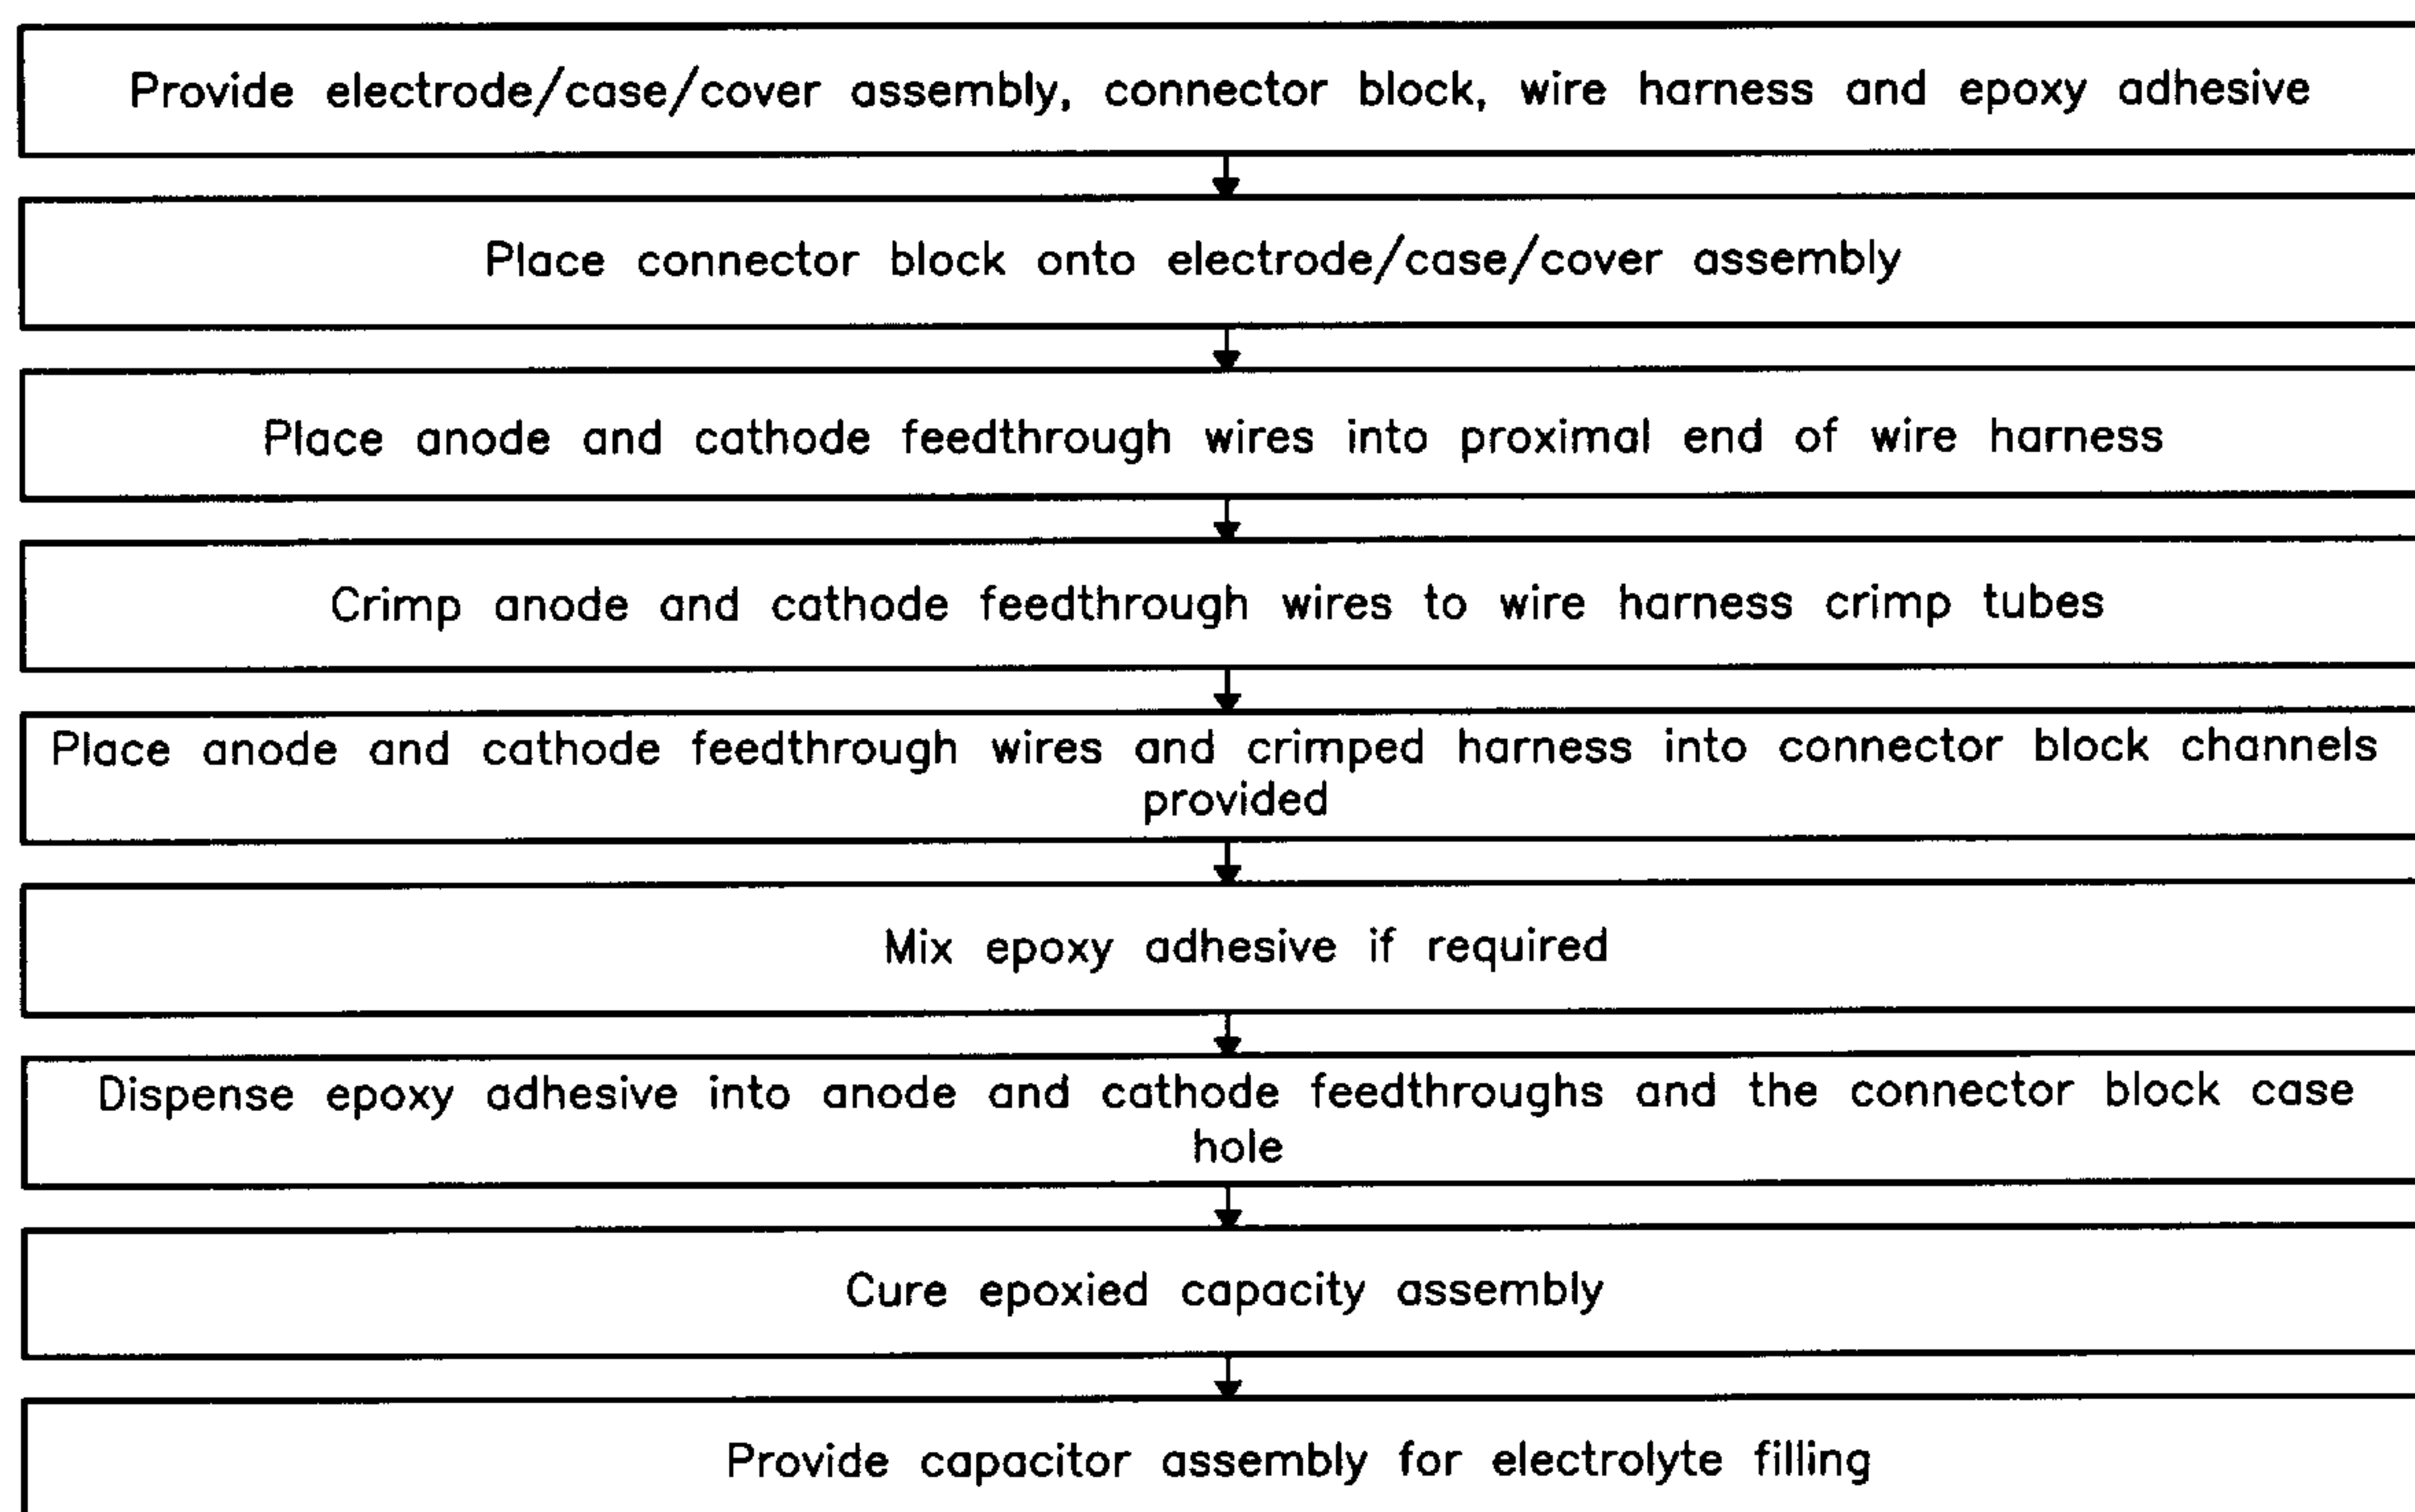 Provide electrode/case/cover assembly, connector block, wire harness and epoxy adhesive
Place connector block onto electrode/case/cover assembly
Place anode and cathode feedthrough wires into proximal end of wire harness
Crimp anode and cathode feedthrough wires to wire harness crimp tubes
Place anode and cathode feedthrough wires and crimped harness into connector block channels
provided
Mix epoxy adhesive if required
Dispense epoxy adhesive into anode and cathode feedthroughs and the connector block case
hole
Cure epoxied capacity assembly
Provide capacitor assembly for electrolyte filling